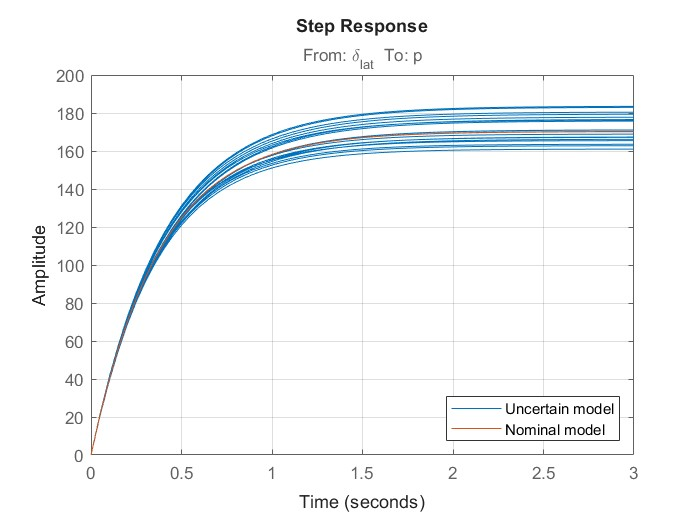 Step Response
From: δlat To: p
Amplitude
200
180
160
140
120
100
80
60
40
20
0
0 0.5 1 1.5 2 2.5 3
Time (seconds)
Uncertain model
Nominal model